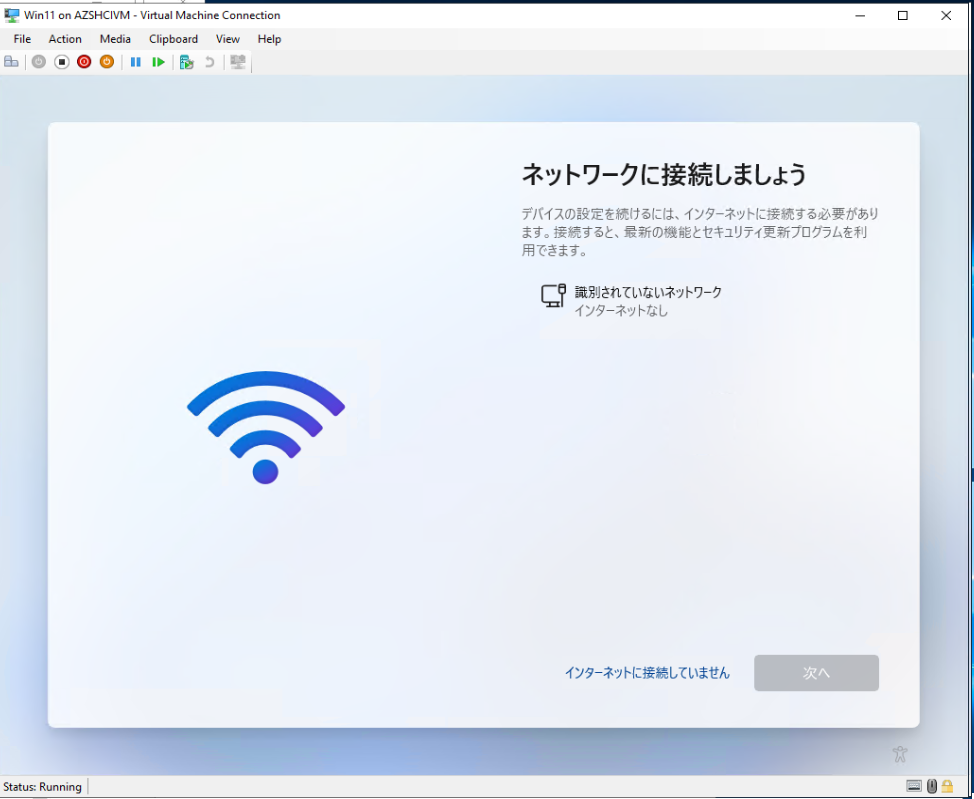 Win11 on AZSHCIVM - Virtual Machine Connection
File Action Media Clipboard View Help
ネットワークに接続しましょう
デバイスの設定を続けるには、インターネットに接続する必要があり
ます。接続すると、最新の機能とセキュリティ更新プログラムを利
用できます。
識別されていないネットワーク
インターネットなし
インターネットに接続していません 次へ
Status: Running